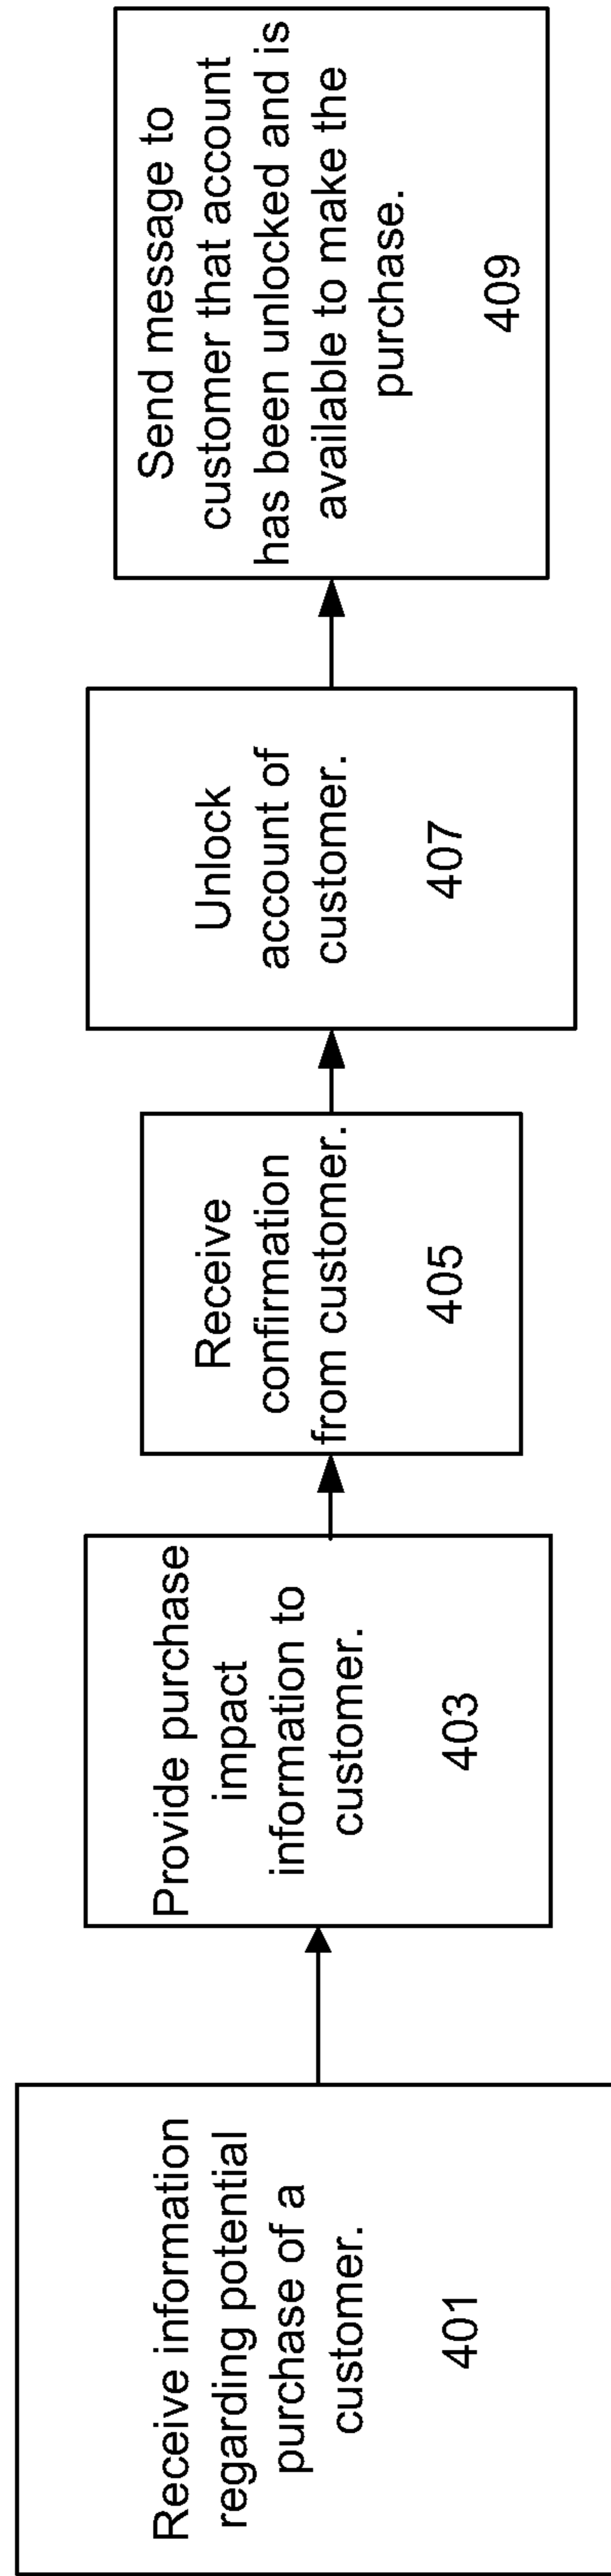 Receive information
regarding potential
purchase of a
customer.
401
Provide purchase
impact
information to
customer.
403
Receive
confirmation
from customer.
405
Unlock
account of
customer.
407
Send message to
customer that account
has been unlocked and is
available to make the
purchase.
409